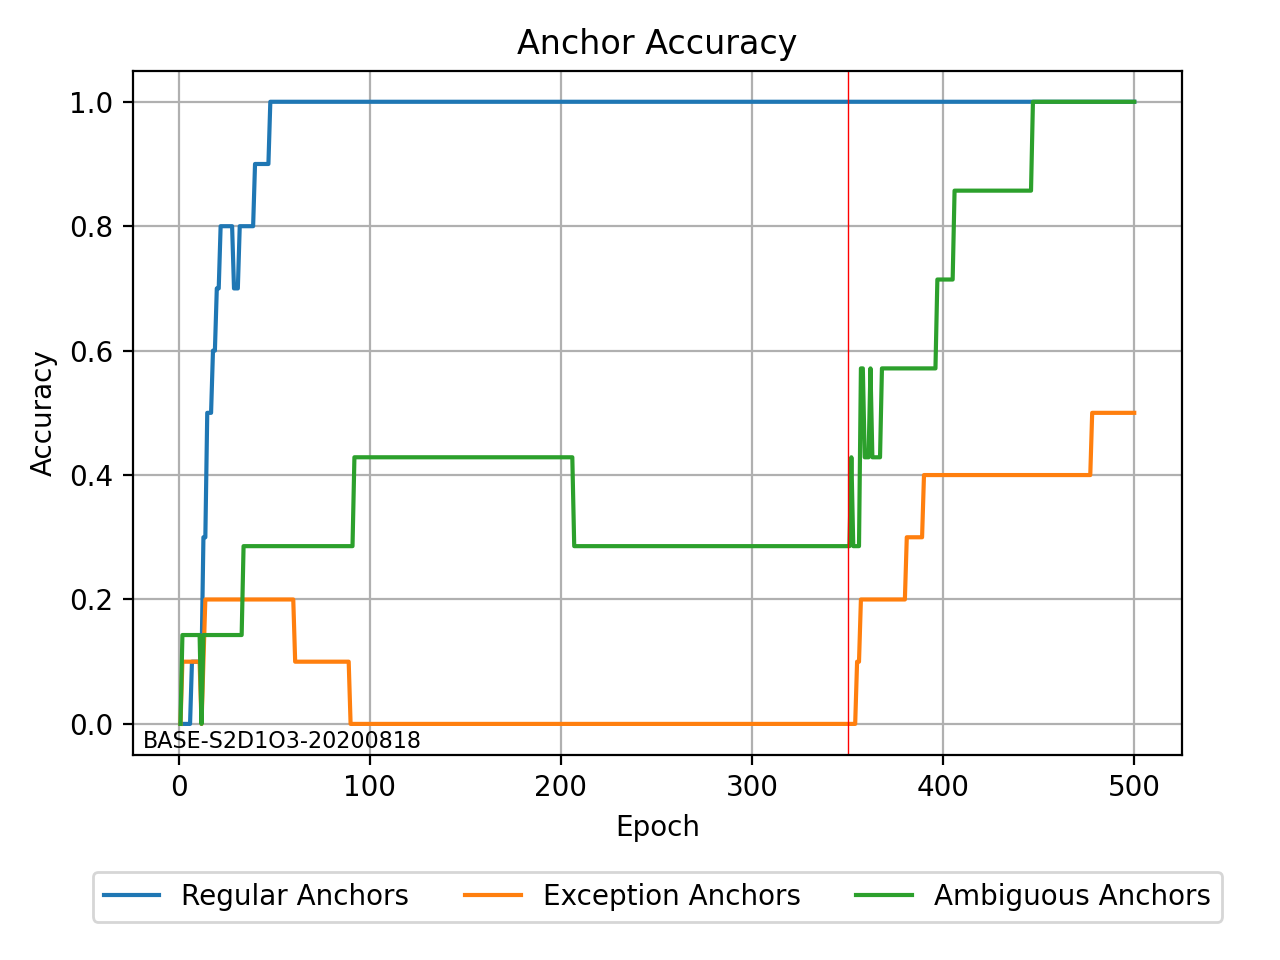 Anchor Accuracy
1.0
0.8
0.6
0.4
0.2
0.0
Accuracy
BASE-S2D1O3-20200818
0 100 200 300 400 500
Epoch
Regular Anchors Exception Anchors Ambiguous Anchors